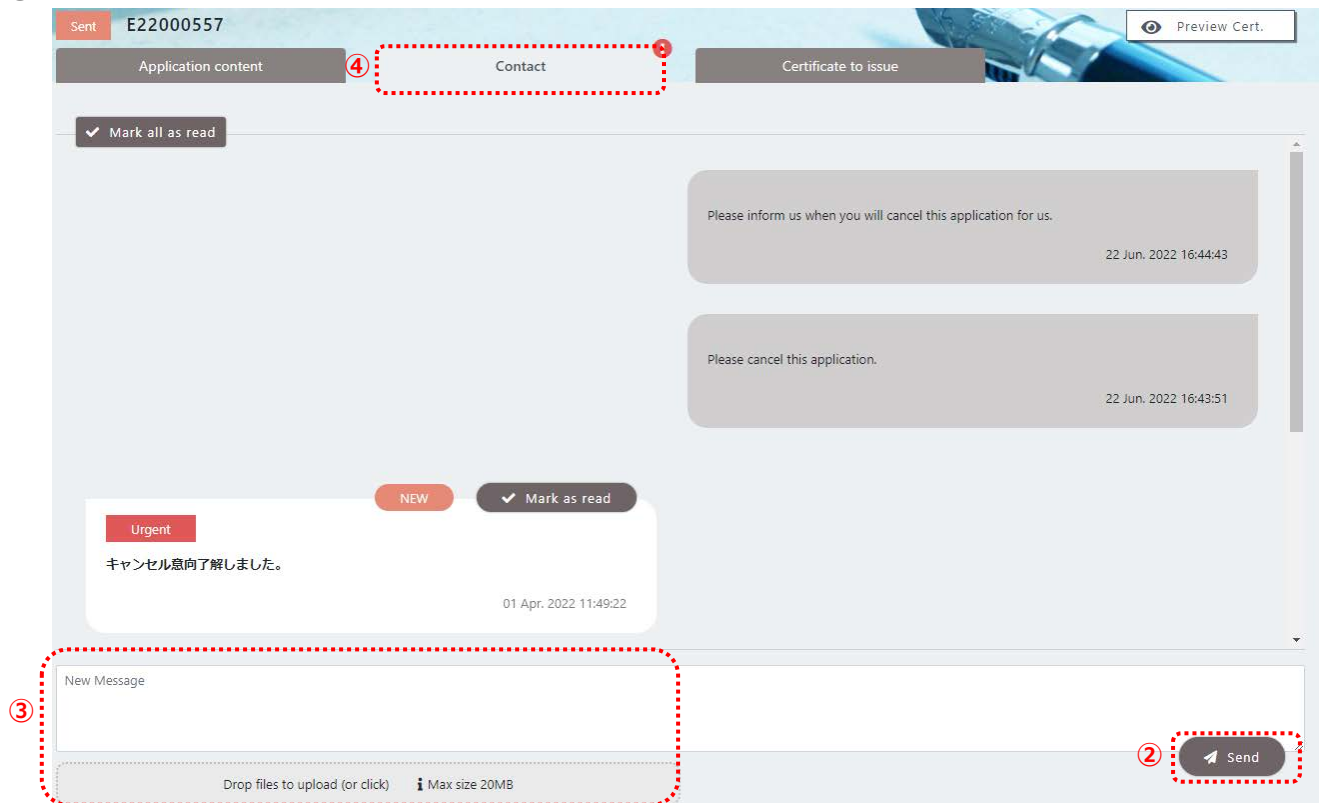 Sent E22000557
Preview Cert.
Application content ④ Contact Certificate to issue
Mark all as read
Please inform us when you will cancel this application for us.
22 Jun. 2022 16:44:43
Please cancel this application.
22 Jun. 2022 16:43:51
NEW Mark as read
Urgent
キャンセル意向了解しました。
01 Apr. 2022 11:49:22
New Message
③
② Send
Drop files to upload (or click) i Max size 20MB